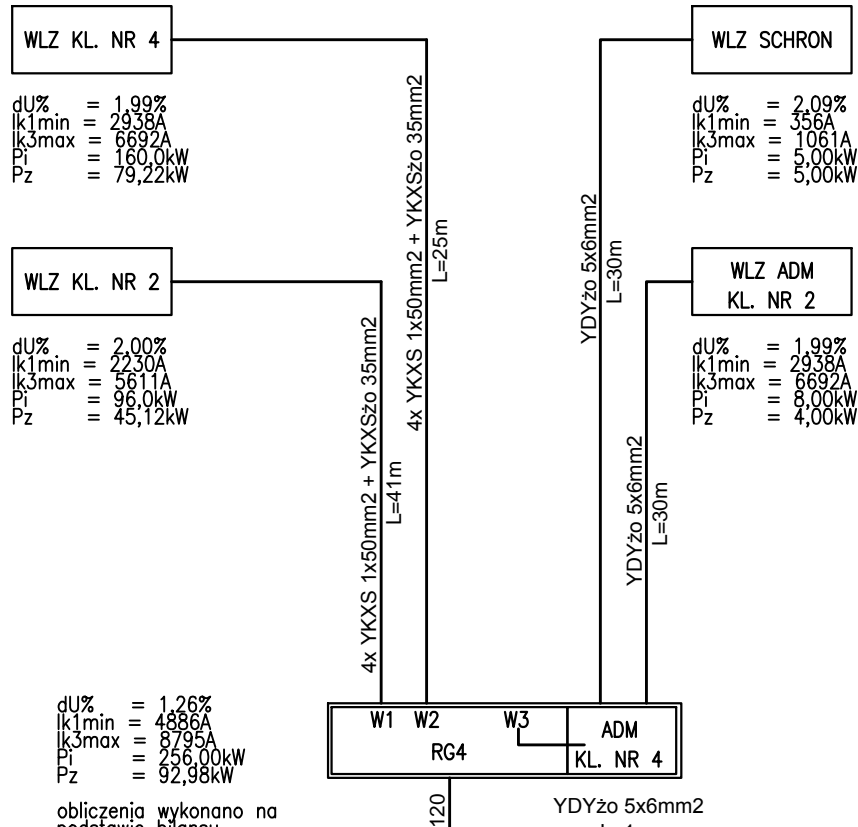 WLZ KL. NR 4
dU% = 1,99%
Ik1min = 2938A
Ik3max = 6692A
Pi = 160,0kW
Pz = 79,22kW
WLZ SCHRON
dU% = 2,09%
Ik1min = 356A
Ik3max = 1061A
Pi = 5,00kW
Pz = 5,00kW
4x YKXS 1x50mm2 + YKXSżo 35mm2
L=25m
YDYżo 5x6mm2
L=30m
WLZ KL. NR 2
dU% = 2,00%
Ik1min = 2230A
Ik3max = 5611A
Pi = 96,0kW
Pz = 45,12kW
WLZ ADM
KL. NR 2
dU% = 1,99%
Ik1min = 2938A
Ik3max = 6692A
Pi = 8,00kW
Pz = 4,00kW
4x YKXS 1x50mm2 + YKXSżo 35mm2
L=41m
YDYżo 5x6mm2
L=30m
dU% = 1,26%
Ik1min = 4886A
Ik3max = 8795A
Pi = 256,00kW
Pz = 92,98kW
obliczenia wykonano na
podstawie bilansu
W1 W2 W3
RG4
ADM
KL. NR 4
120
YDYżo 5x6mm2